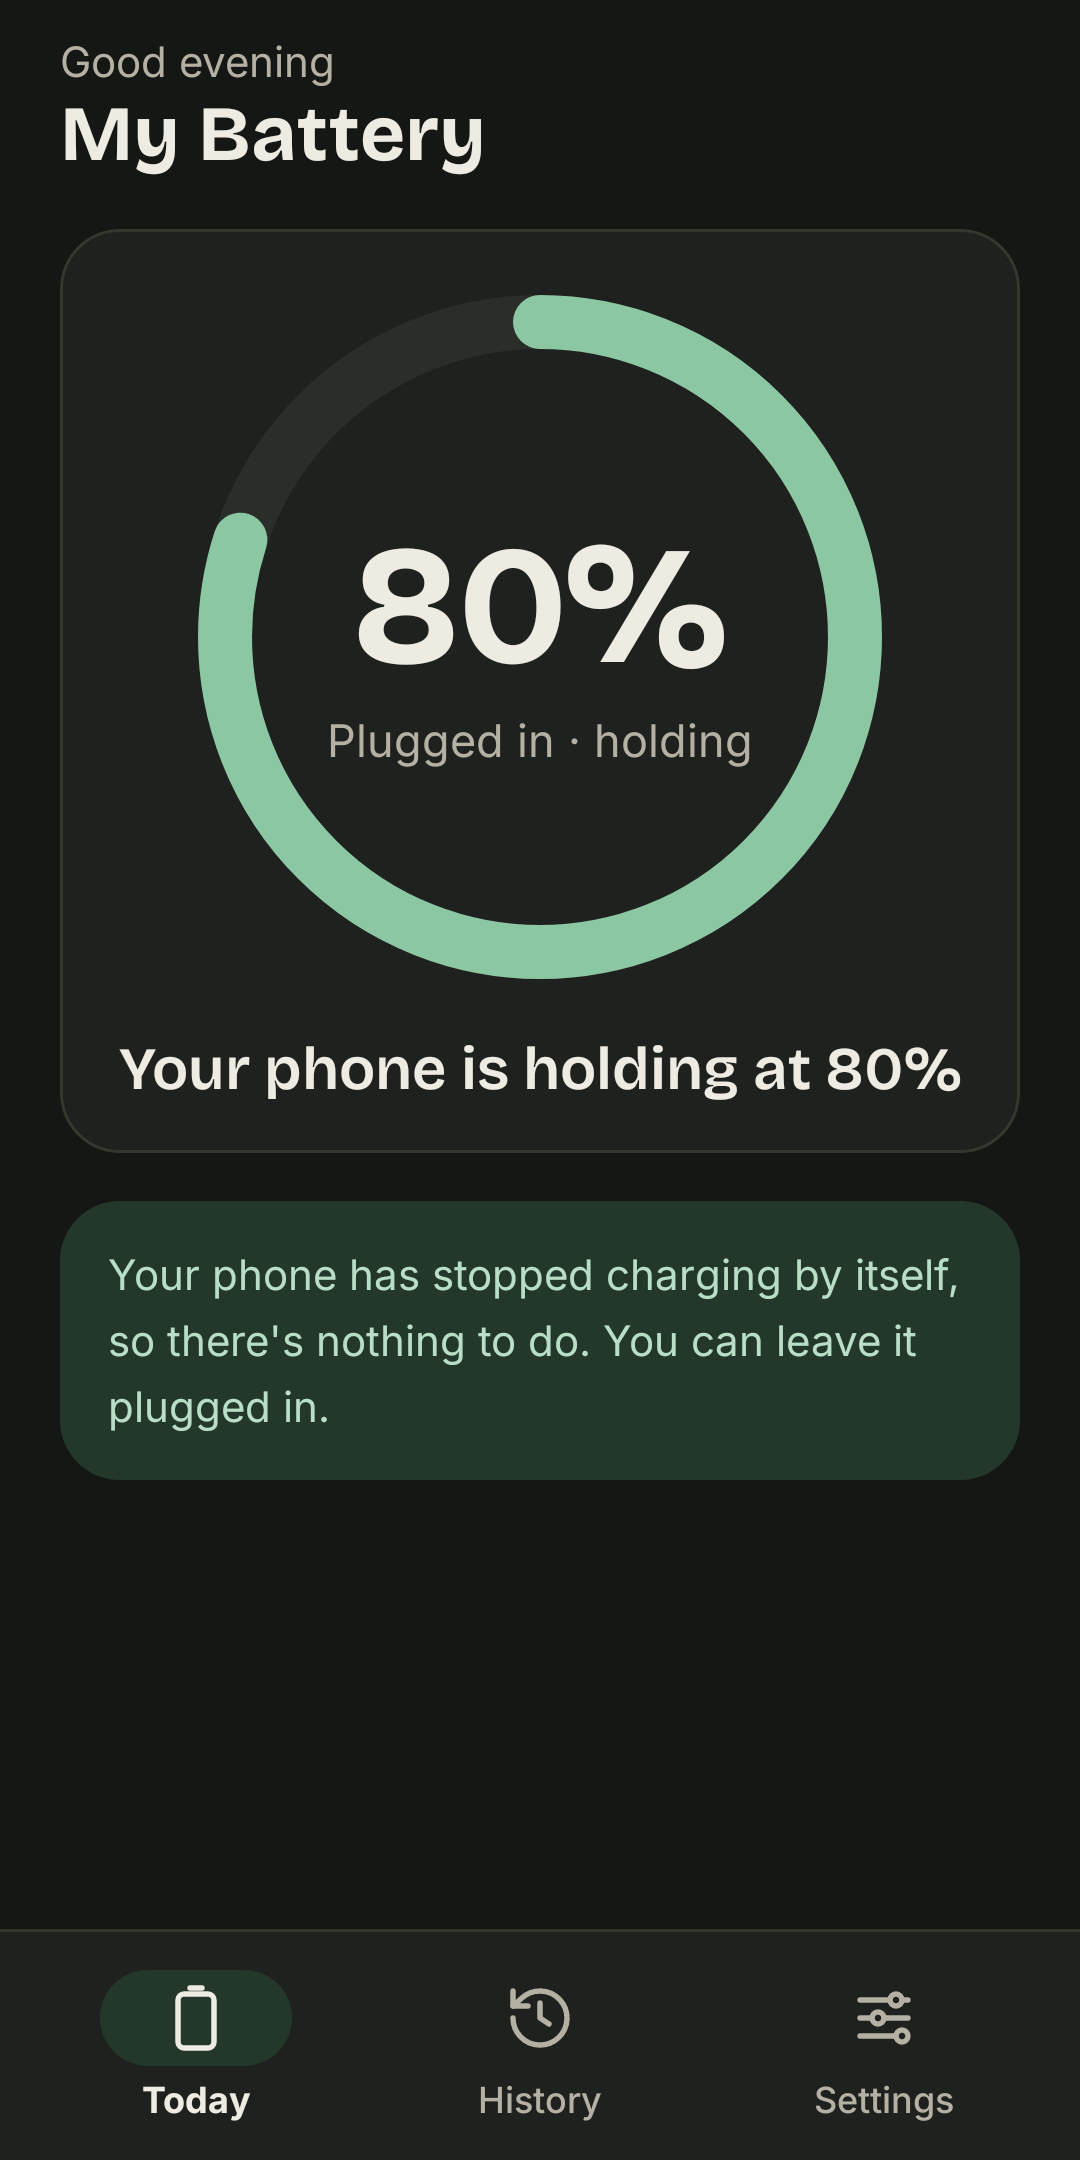 Good evening
My Battery
80%
Plugged in · holding
Your phone is holding at 80%
Your phone has stopped charging by itself,
so there's nothing to do. You can leave it
plugged in.
Today
History
Settings